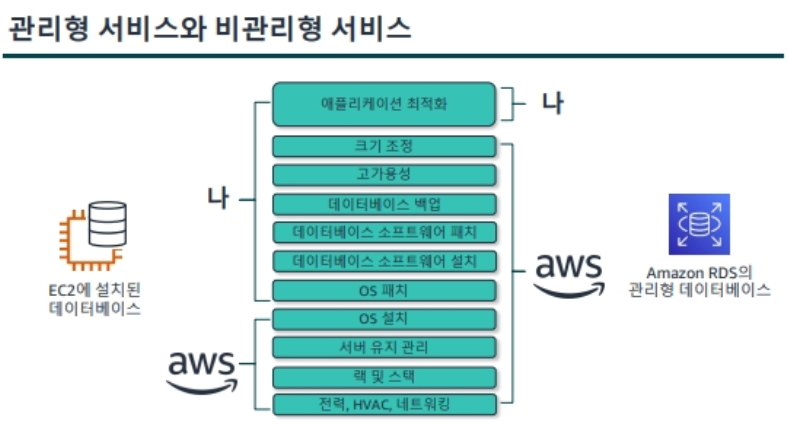 관리형 서비스와 비관리형 서비스
애플리케이션 최적화
나
크기 조정
고가용성
나
데이터베이스 백업
데이터베이스 소프트웨어 패치
데이터베이스 소프트웨어 설치
aws
Amazon RDS의
관리형 데이터베이스
EC2에 설치된
데이터베이스
OS 패치
OS 설치
서버 유지 관리
aws
랙 및 스택
전력, HVAC, 네트워킹